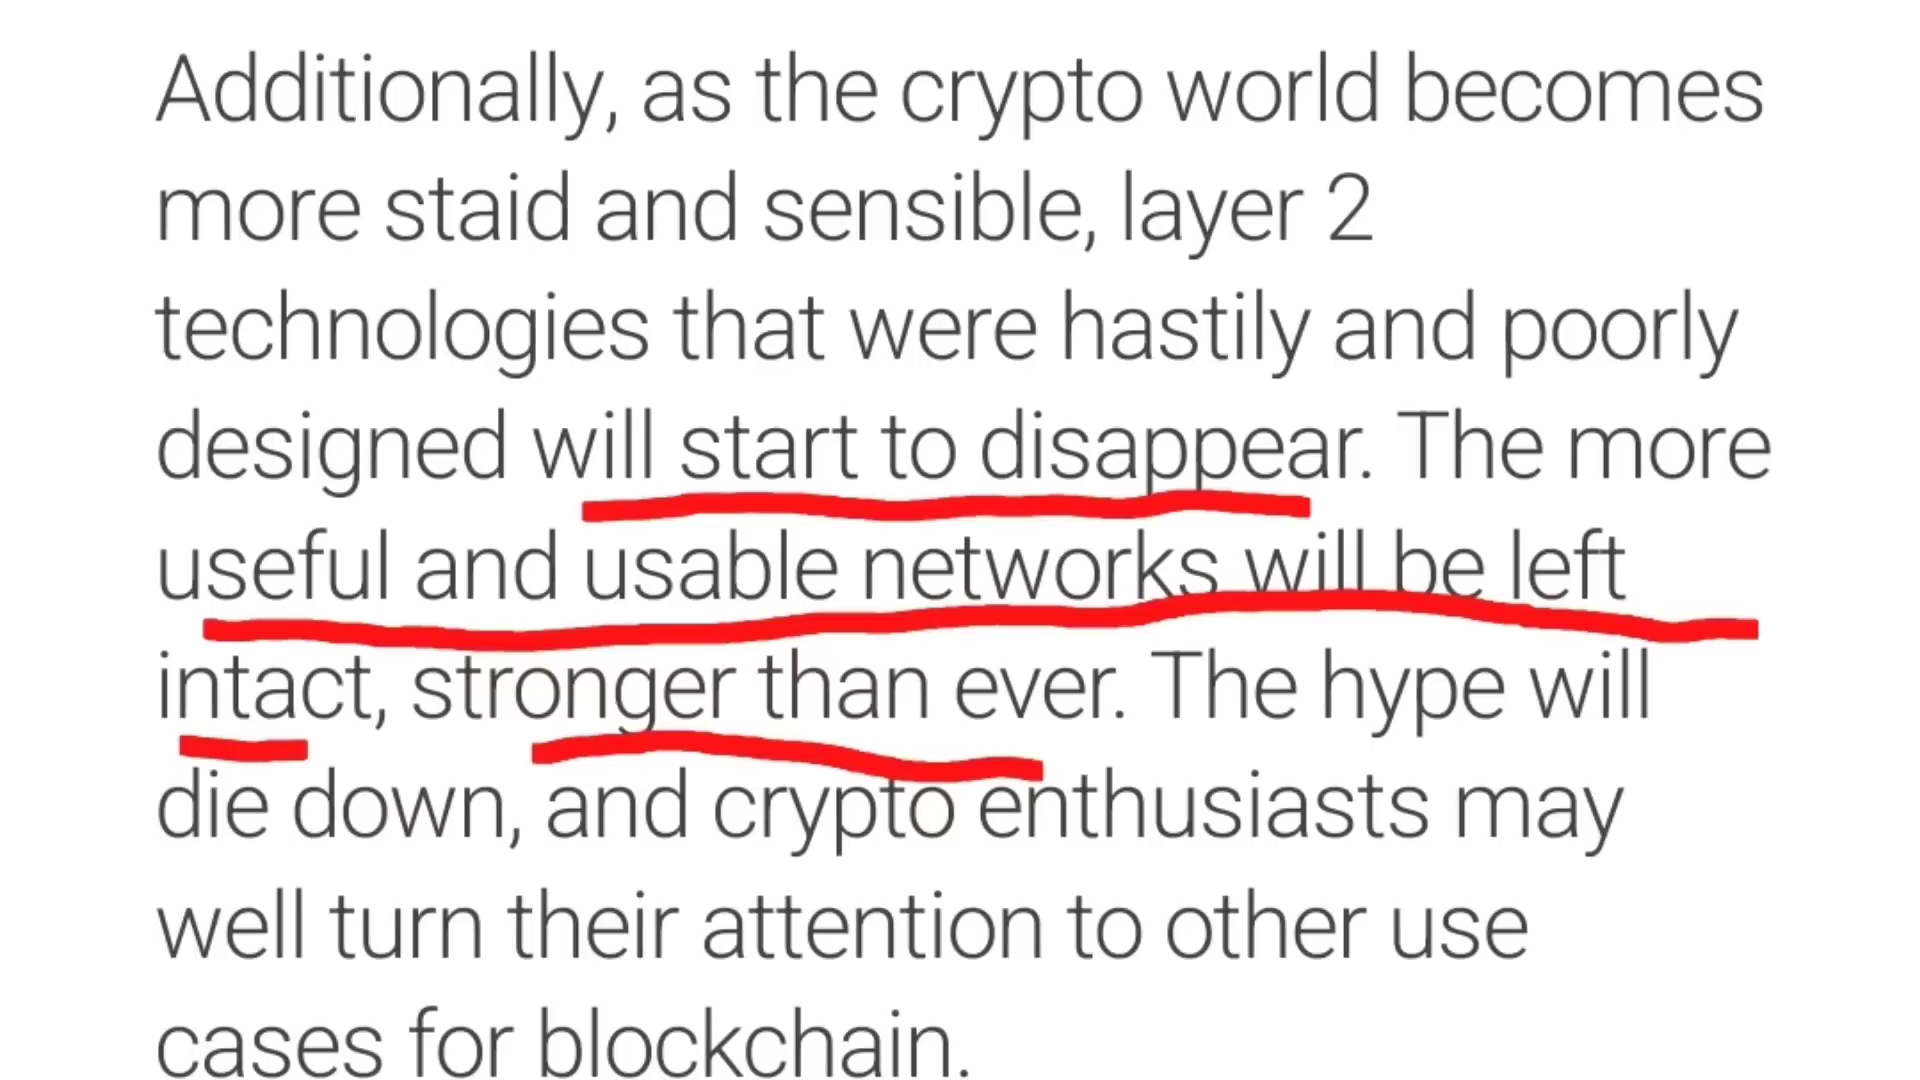 Additionally, as the crypto world becomes
more staid and sensible, layer 2
technologies that were hastily and poorly
designed will start to disappear. The more
useful and usable networks will be left
intact, stronger than ever. The hype will
die down, and crypto enthusiasts may
well turn their attention to other use
cases for blockchain.